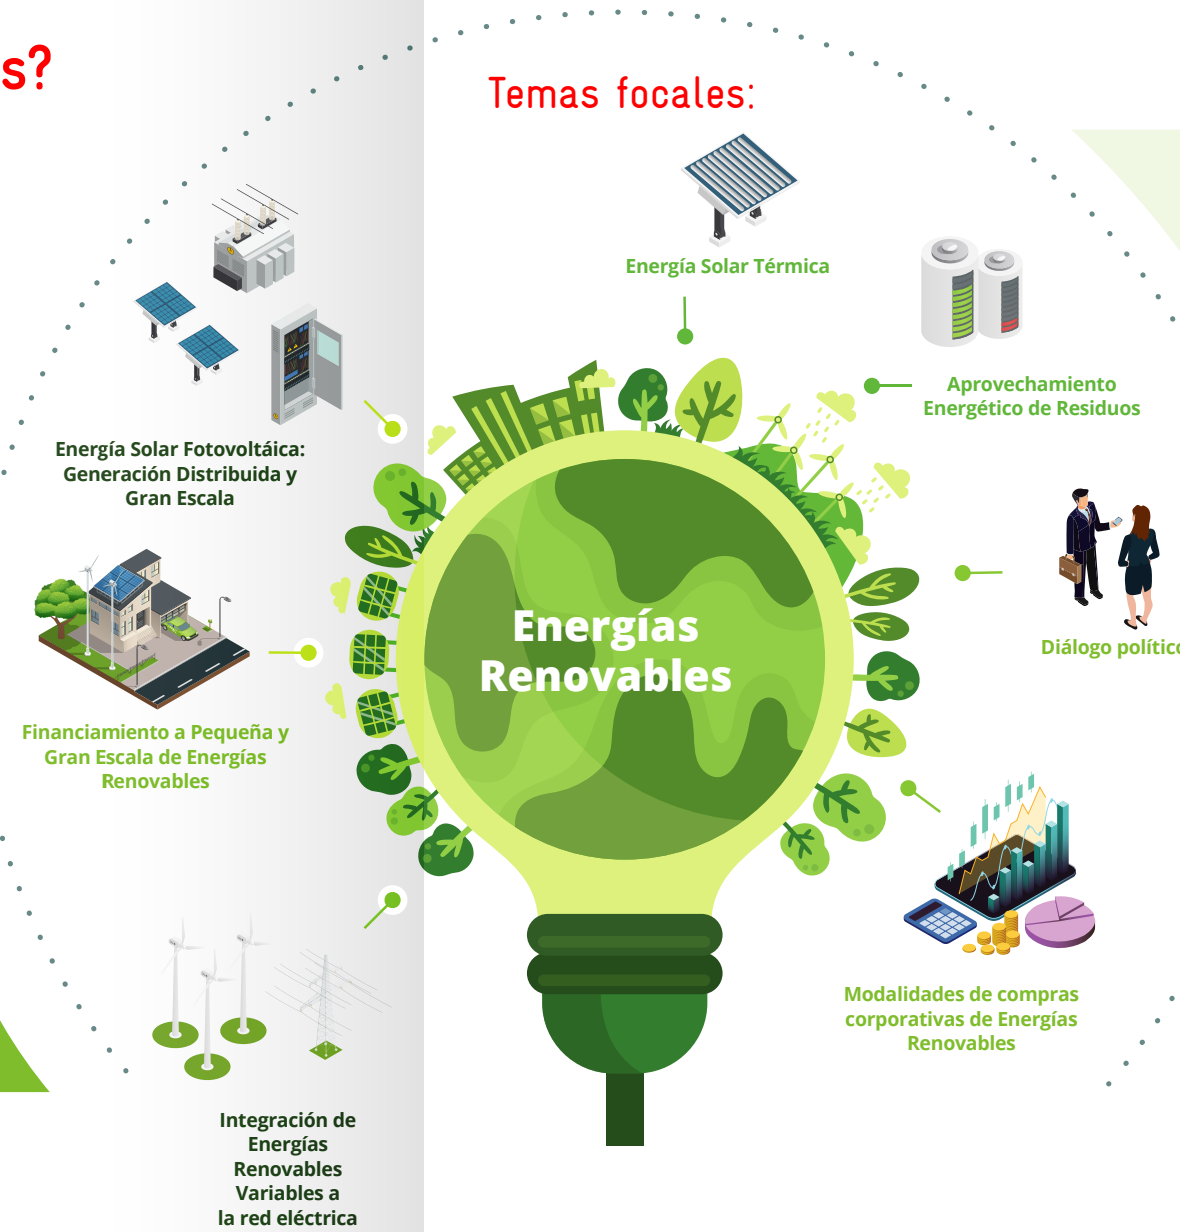 s?
Temas focales:
Energía Solar Térmica
Aprovechamiento
Energético de Residuos
Energía Solar Fotovoltáica:
Generación Distribuida y
Gran Escala
Energías
Renovables
Diálogo político
Financiamiento a Pequeña y
Gran Escala de Energías
Renovables
Modalidades de compras
corporativas de Energías
Renovables
Integración de
Energías
Renovables
Variables a
la red eléctrica